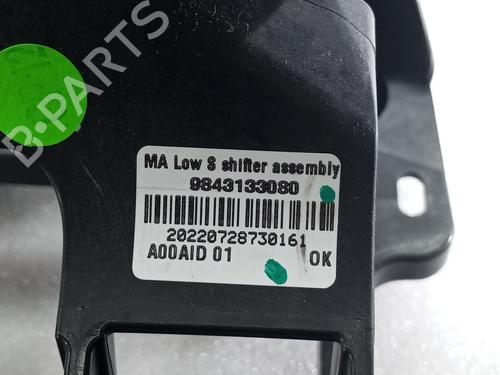 B-PARTS
MA Low S shifter assembly
9843133080
20220728730161
A00AID 01 OK